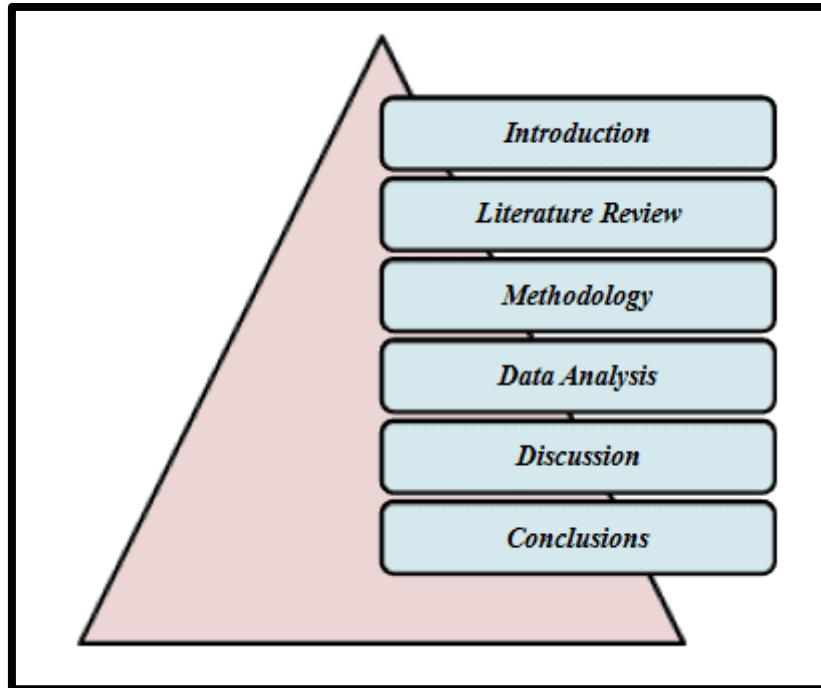 Introduction
Literature Review
Methodology
Data Analysis
Discussion
Conclusions